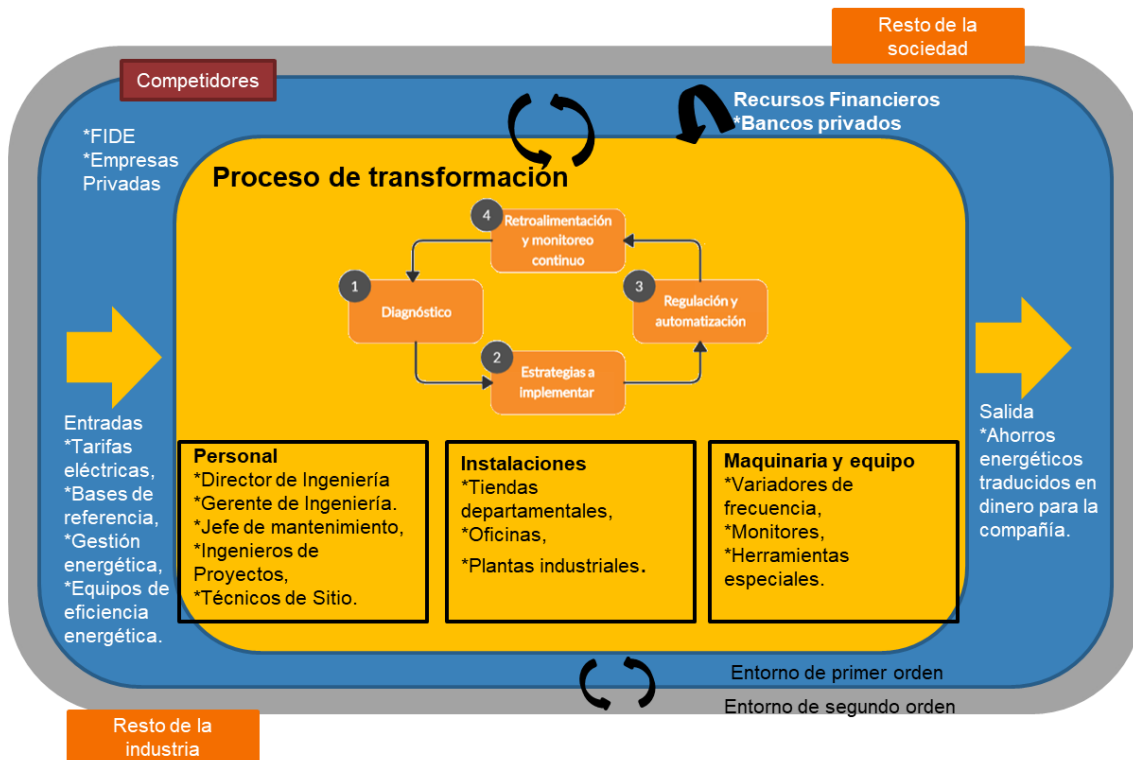 Resto de la
sociedad
Competidores
*FIDE
*Empresas
Privadas
Recursos Financieros
*Bancos privados
Proceso de transformación
4
Retroalimentación
y monitoreo
continuo
1
Diagnóstico
3
Regulación y
automatización
2
Estrategias a
implementar
Entradas
*Tarifas
eléctricas,
*Bases de
referencia,
*Gestión
energética,
*Equipos de
eficiencia
energética.
Personal
*Director de Ingeniería
*Gerente de Ingeniería.
*Jefe de mantenimiento,
*Ingenieros de
Proyectos,
*Técnicos de Sitio.
Instalaciones
*Tiendas
departamentales,
*Oficinas,
*Plantas industriales.
Maquinaria y equipo
*Variadores de
frecuencia,
*Monitores,
*Herramientas
especiales.
Salida
*Ahorros
energéticos
traducidos en
dinero para la
compañía.
Entorno de primer orden
Entorno de segundo orden
Resto de la
industria